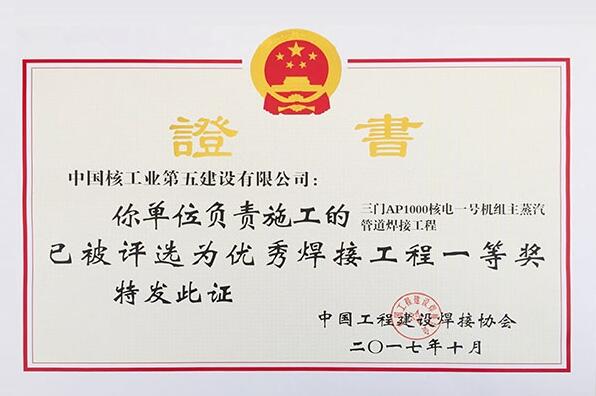 證書
中国核工业第五建设有限公司：
你单位负责施工的三门AP1000核电一号机组主蒸汽
管道焊接工程
已被评选为优秀焊接工程一等奖
特发此证
中国工程建设焊接协会
二〇一七年十月